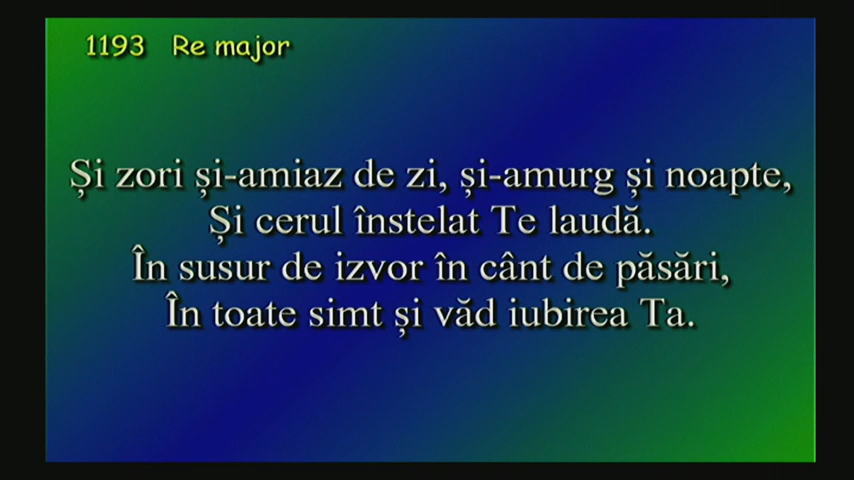 1193 Re major
Și zori și-amiaz de zi, și-amurg și noapte,
Și cerul înstelat Te laudă.
În susur de izvor în cânt de păsări,
În toate simt și văd iubirea Ta.